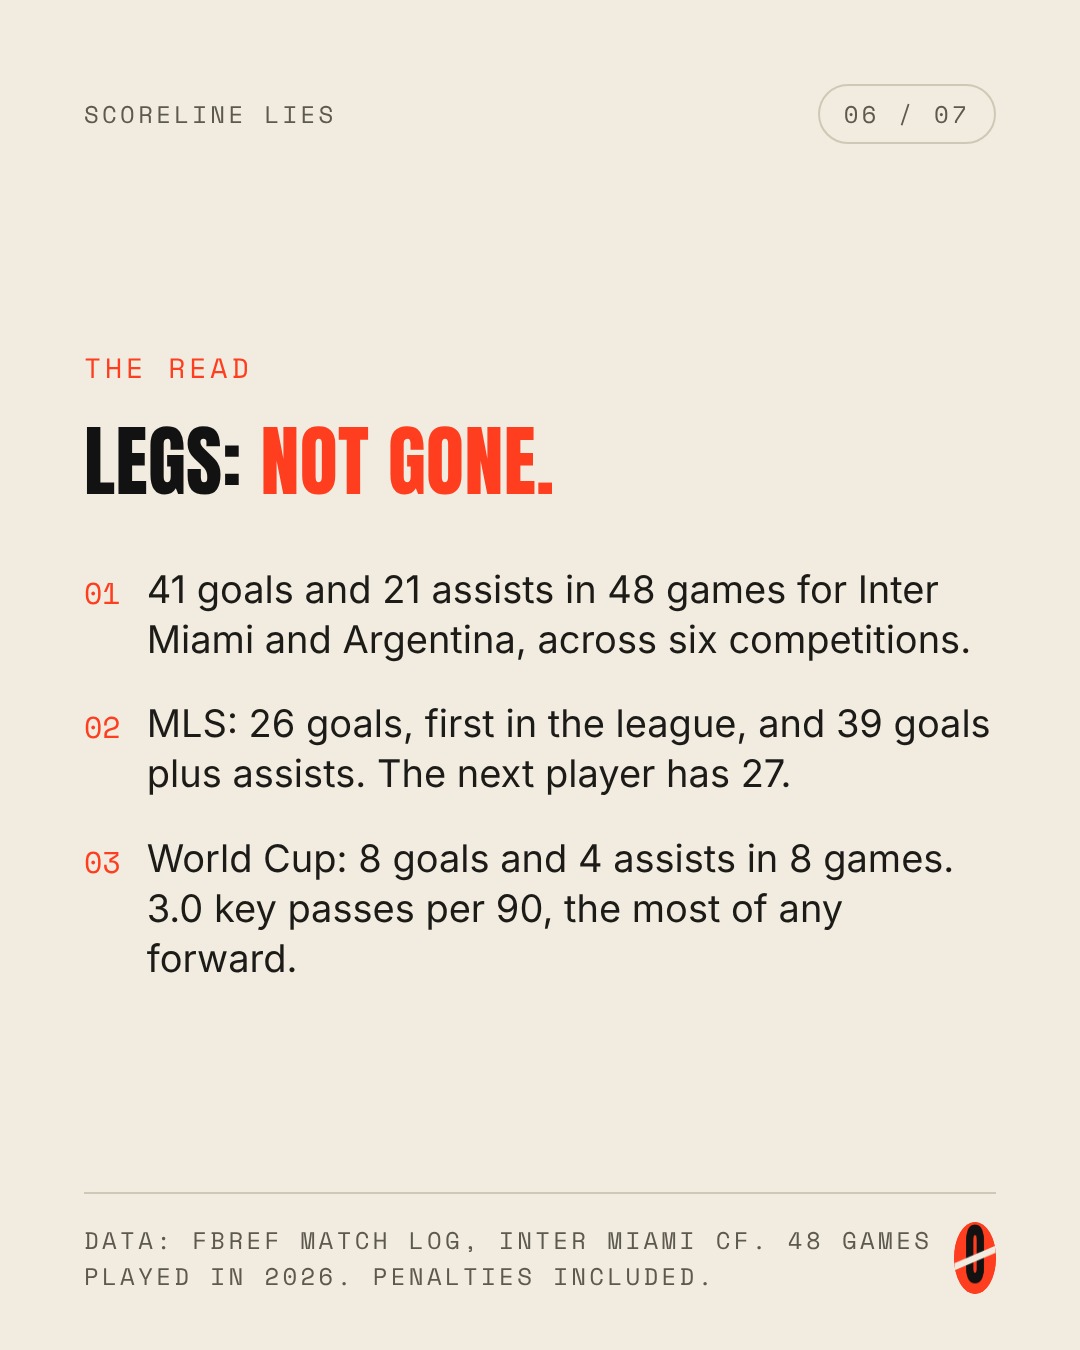 SCORELINE LIES
06 / 07
THE READ
LEGS: NOT GONE.
01 41 goals and 21 assists in 48 games for Inter
Miami and Argentina, across six competitions.
02 MLS: 26 goals, first in the league, and 39 goals
plus assists. The next player has 27.
03 World Cup: 8 goals and 4 assists in 8 games.
3.0 key passes per 90, the most of any
forward.
DATA: FBREF MATCH LOG, INTER MIAMI CF. 48 GAMES
PLAYED IN 2026. PENALTIES INCLUDED.
0